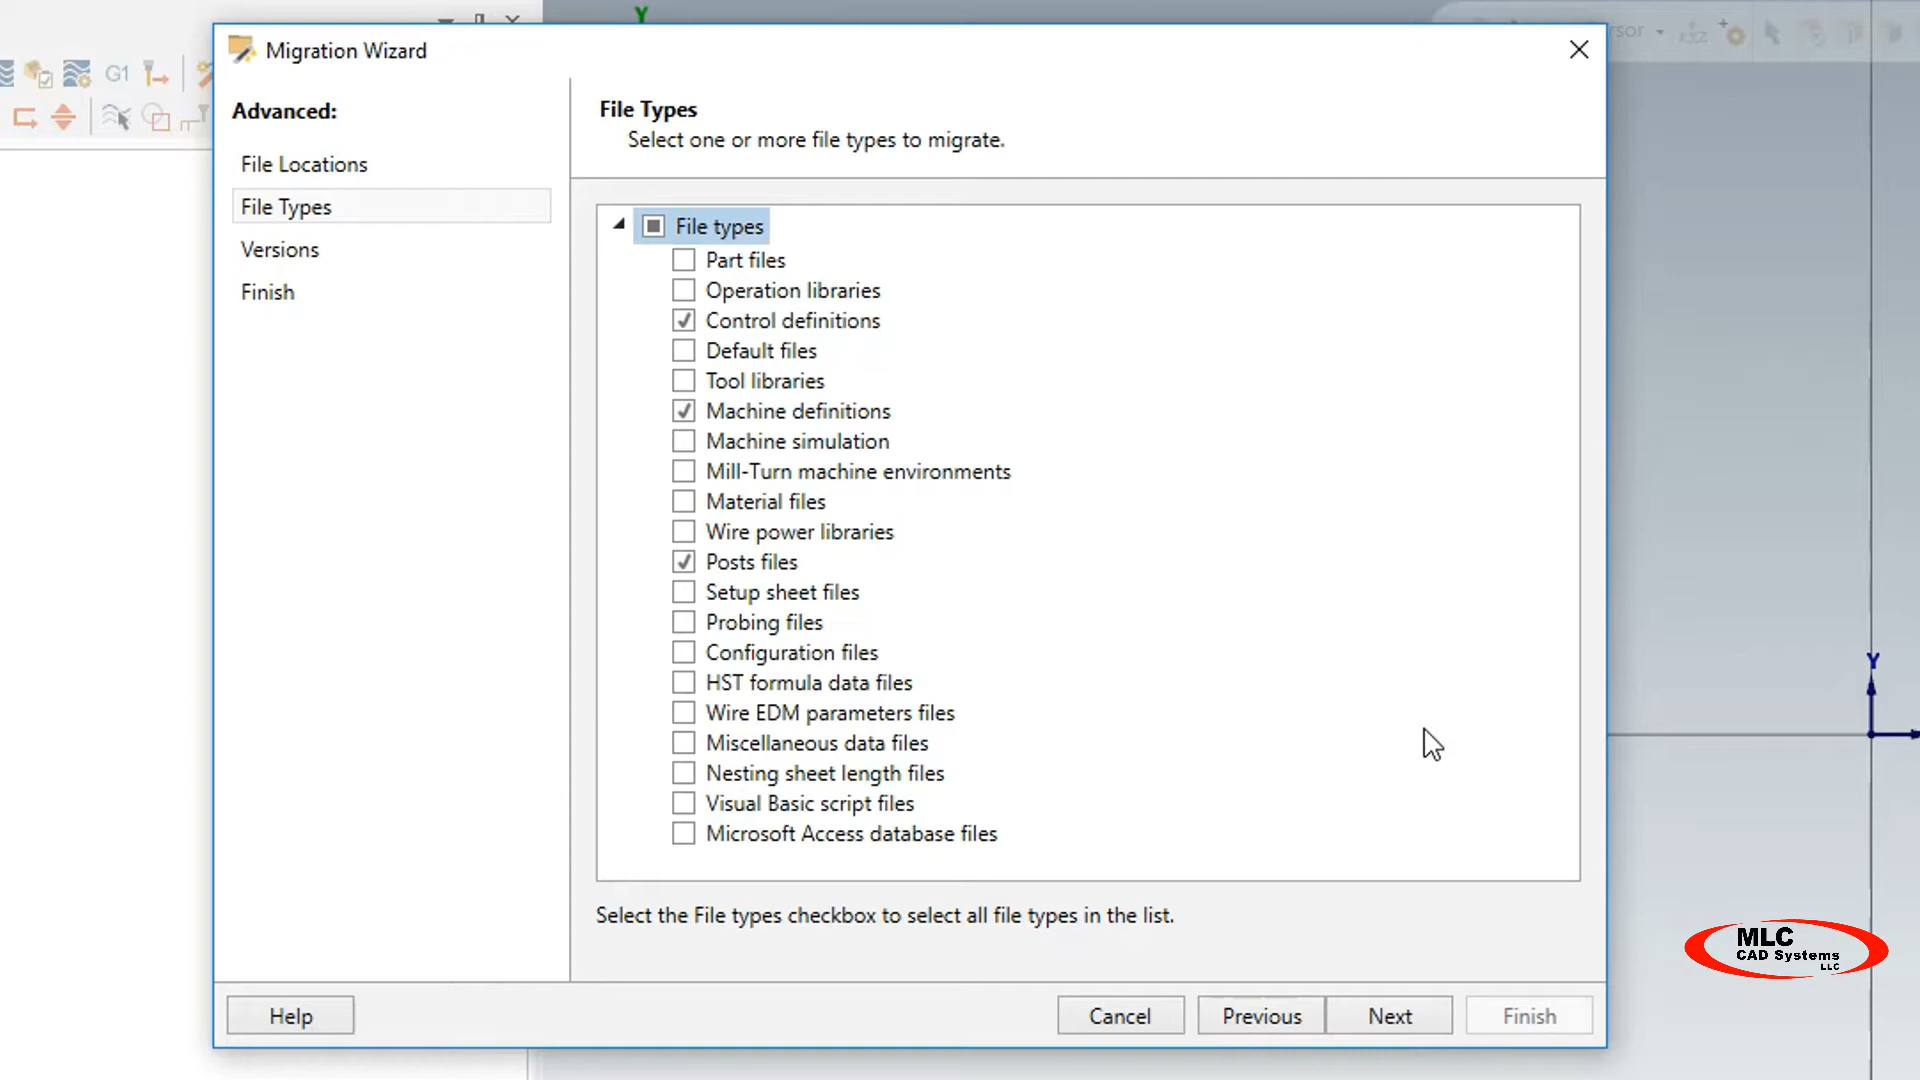 Y
sor
G1
Migration Wizard
Advanced:
File Locations
File Types
Versions
Finish
File Types
Select one or more file types to migrate.
File types
Part files
Operation libraries
Control definitions
Default files
Tool libraries
Machine definitions
Machine simulation
Mill-Turn machine environments
Material files
Wire power libraries
Posts files
Setup sheet files
Probing files
Configuration files
HST formula data files
Wire EDM parameters files
Miscellaneous data files
Nesting sheet length files
Visual Basic script files
Microsoft Access database files
Select the File types checkbox to select all file types in the list.
Y
MLC
CAD Systems
LLC
Help
Cancel
Previous
Next
Finish